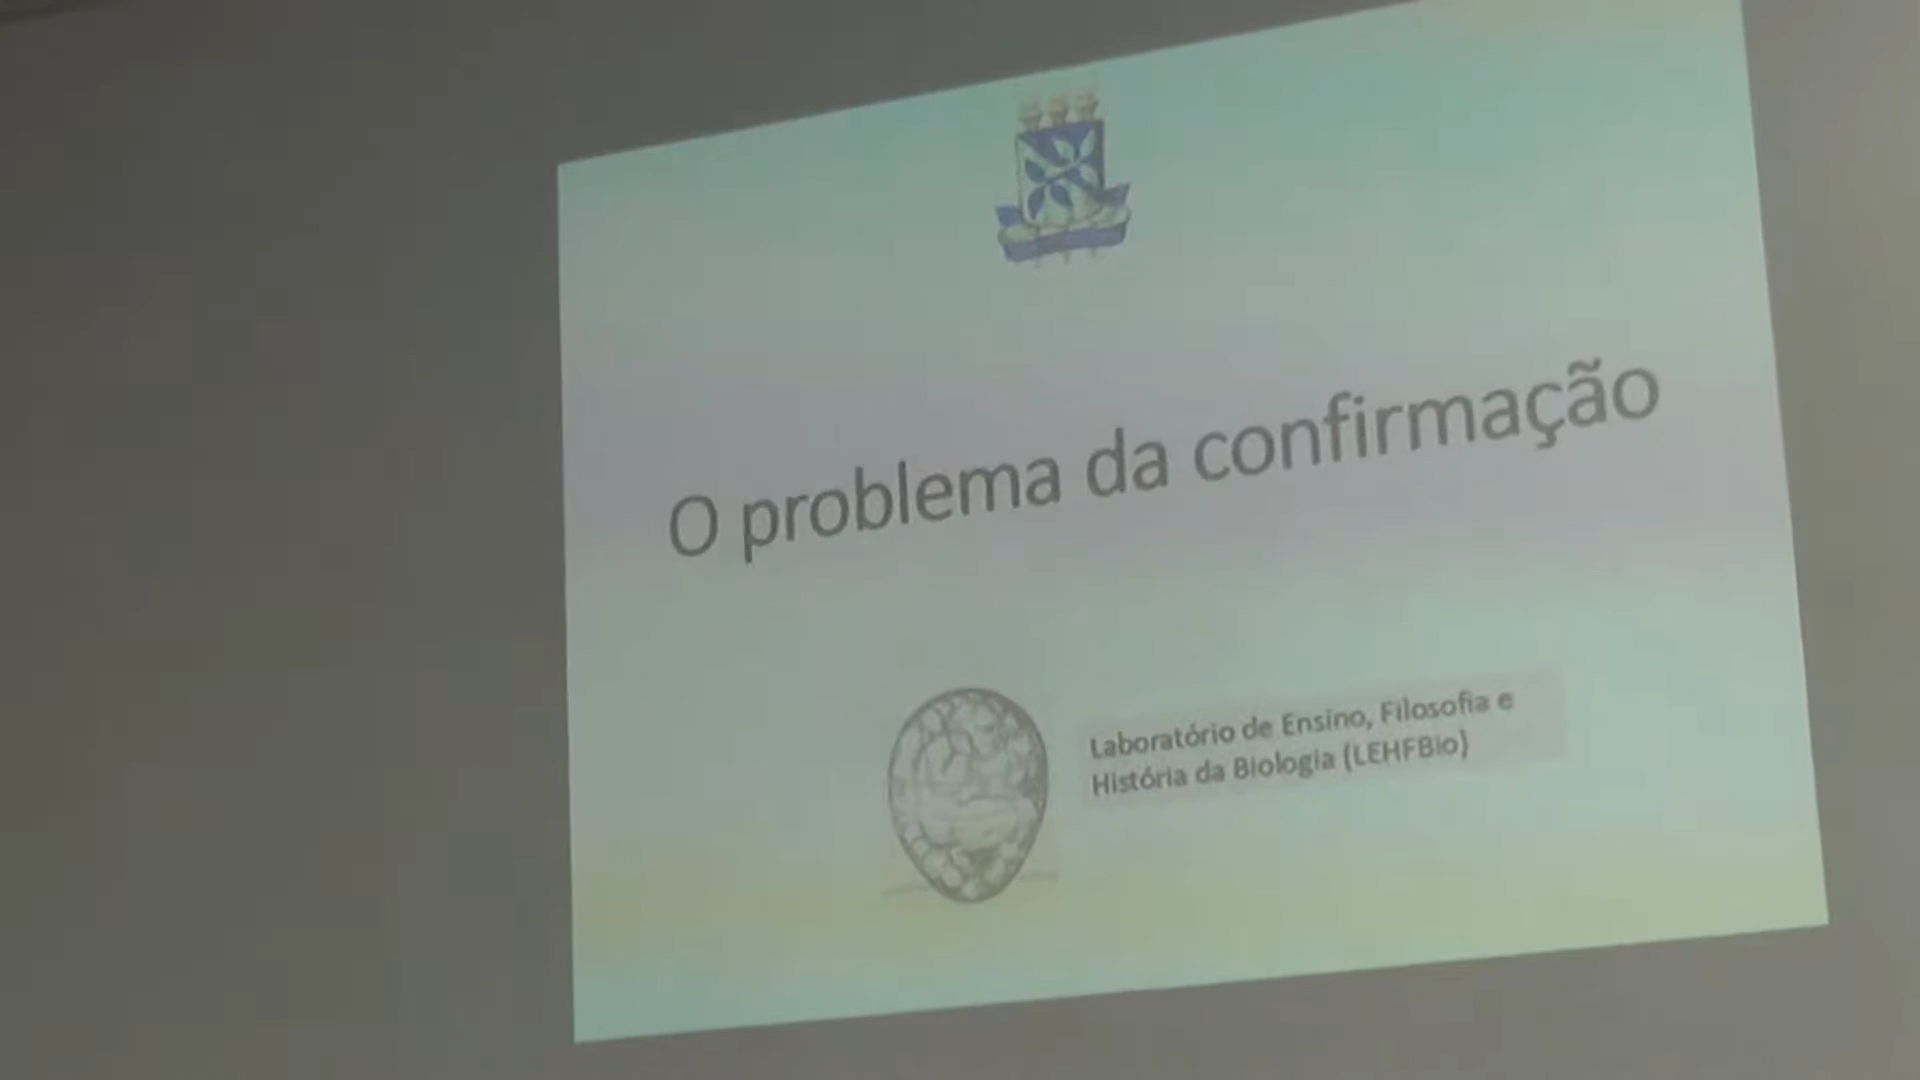 O problema da confirmação
Laboratório de Ensino, Filosofia e
História da Biologia (LEHFBio)